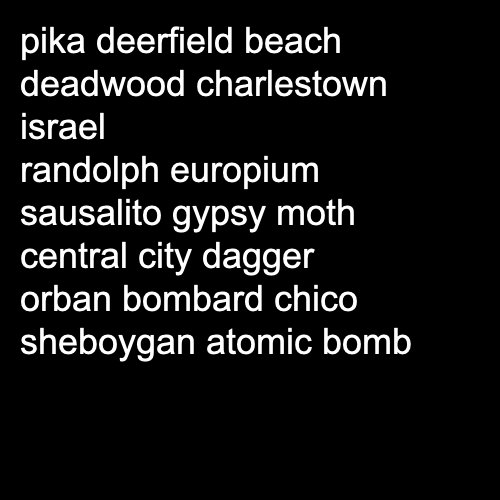 pika deerfield beach
deadwood charlestown
israel
randolph europium
sausalito gypsy moth
central city dagger
orban bombard chico
sheboygan atomic bomb